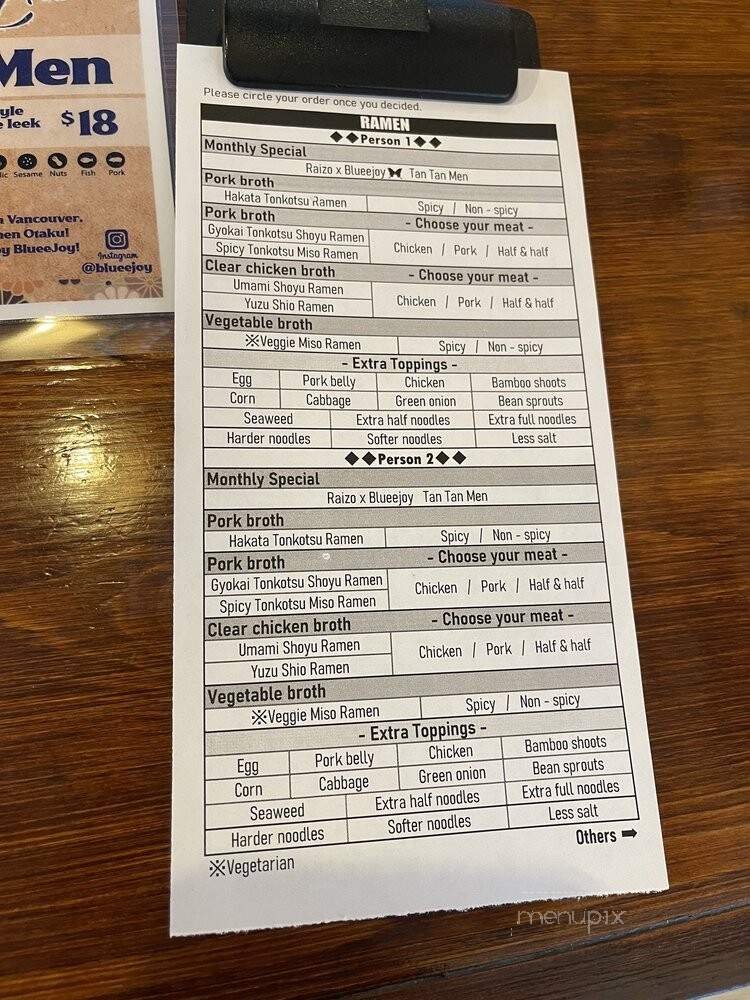 Men
yle
e leek $18
lic Sesame Nuts Fish Pork
Vancouver.
men Otaku!
by BlueeJoy!
Instagram
@blueejoy
Please circle your order once you decided.
RAMEN
◆◆Person 1◆◆
Monthly Special
Raizo x Blueejoy Tan Tan Men
Pork broth
Hakata Tonkotsu Ramen Spicy / Non - spicy
Pork broth - Choose your meat -
Gyokai Tonkotsu Shoyu Ramen
Spicy Tonkotsu Miso Ramen
Chicken / Pork / Half & half
Clear chicken broth - Choose your meat -
Umami Shoyu Ramen
Yuzu Shio Ramen
Chicken / Pork / Half & half
Vegetable broth
※Veggie Miso Ramen Spicy / Non - spicy
- Extra Toppings -
Egg Pork belly Chicken Bamboo shoots
Corn Cabbage Green onion Bean sprouts
Seaweed Extra half noodles Extra full noodles
Harder noodles Softer noodles Less salt
◆◆Person 2◆◆
Monthly Special
Raizo x Blueejoy Tan Tan Men
Pork broth
Hakata Tonkotsu Ramen Spicy / Non - spicy
Pork broth - Choose your meat -
Gyokai Tonkotsu Shoyu Ramen
Spicy Tonkotsu Miso Ramen
Chicken / Pork / Half & half
Clear chicken broth - Choose your meat -
Umami Shoyu Ramen
Yuzu Shio Ramen
Chicken / Pork / Half & half
Vegetable broth
※Veggie Miso Ramen Spicy / Non - spicy
- Extra Toppings -
Egg Pork belly Chicken Bamboo shoots
Corn Cabbage Green onion Bean sprouts
Seaweed Extra half noodles Extra full noodles
Harder noodles Softer noodles Less salt
Others ➡
※Vegetarian
menupix